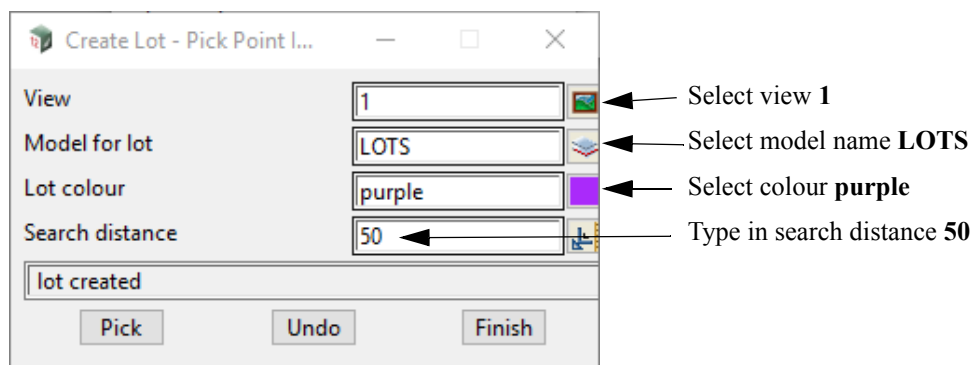 Create Lot - Pick Point I...
View 1 Select view 1
Model for lot LOTS Select model name LOTS
Lot colour purple Select colour purple
Search distance 50 Type in search distance 50
lot created
Pick Undo Finish